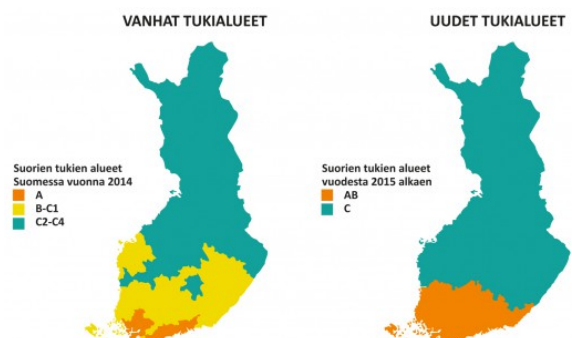 VANHAT TUKIALUEET
Suorien tukien alueet
Suomessa vuonna 2014
A
B-C1
C2-C4
UUDET TUKIALUEET
Suorien tukien alueet
vuodesta 2015 alkaen
AB
C